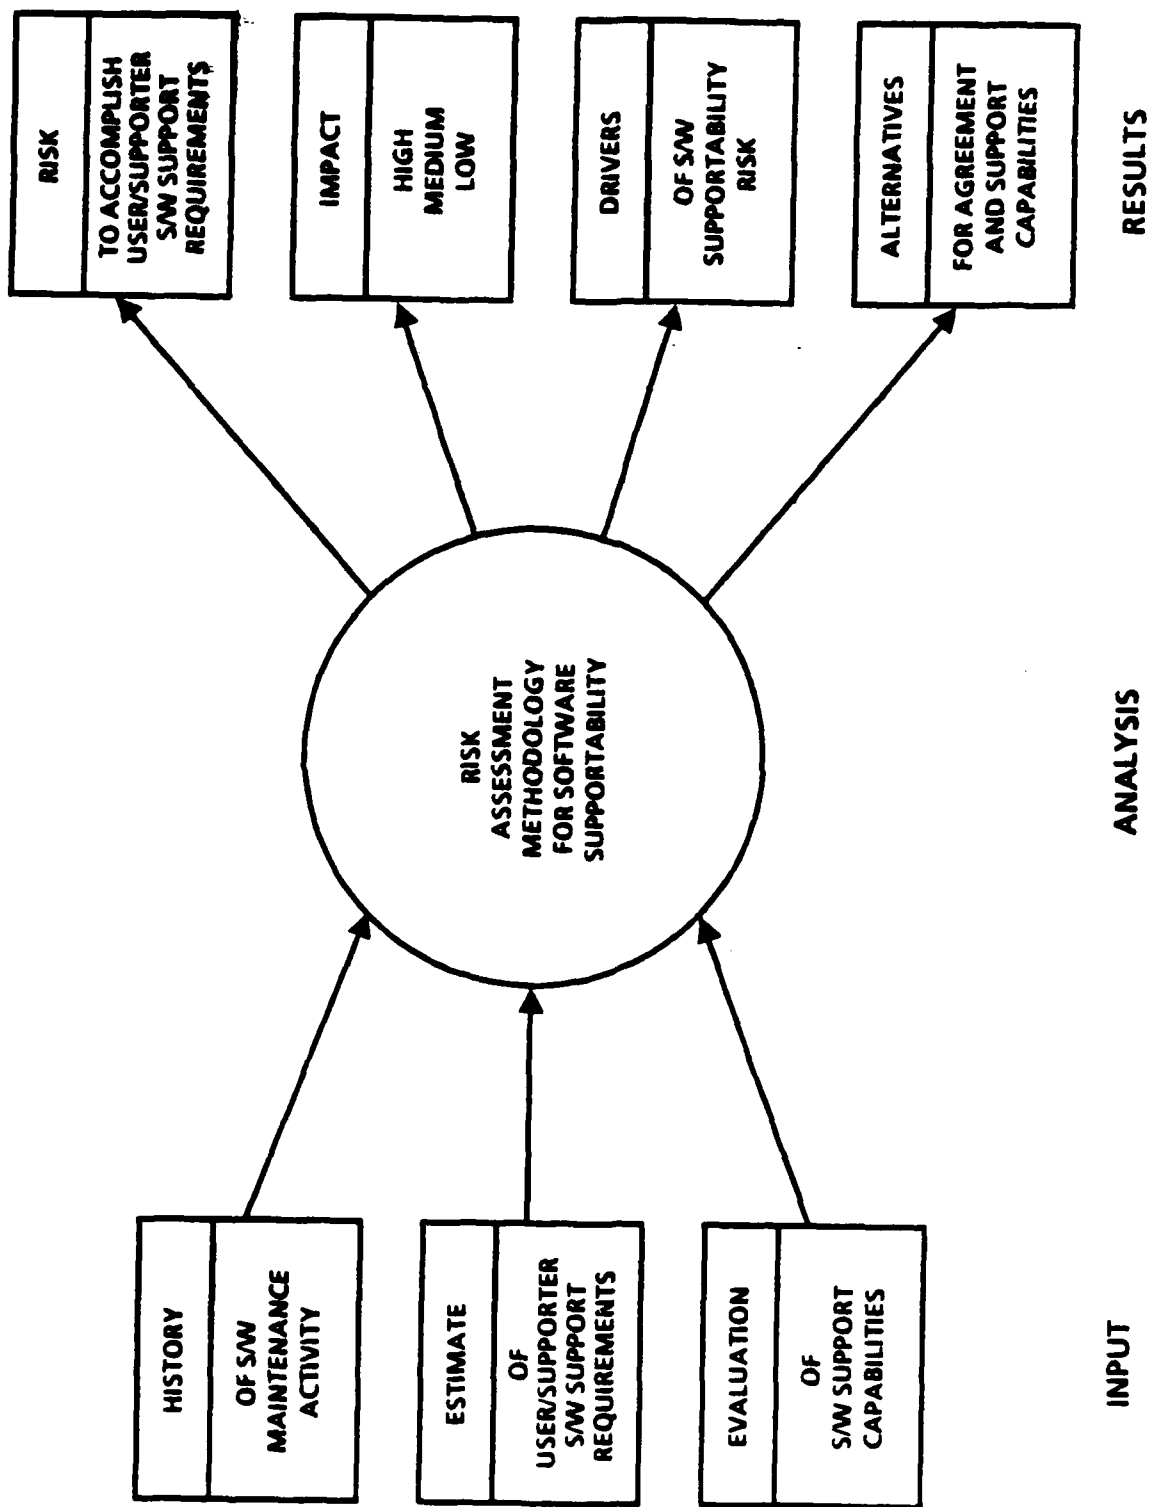 HISTORY
OF S/W
MAINTENANCE
ACTIVITY
ESTIMATE
OF
USER/SUPPORTER
S/W SUPPORT
REQUIREMENTS
EVALUATION
OF
S/W SUPPORT
CAPABILITIES
INPUT
RISK
ASSESSMENT
METHODOLOGY
FOR SOFTWARE
SUPPORTABILITY
ANALYSIS
RISK
TO ACCOMPLISH
USER/SUPPORTER
S/W SUPPORT
REQUIREMENTS
IMPACT
HIGH
MEDIUM
LOW
DRIVERS
OF S/W
SUPPORTABILITY
RISK
ALTERNATIVES
FOR AGREEMENT
AND SUPPORT
CAPABILITIES
RESULTS